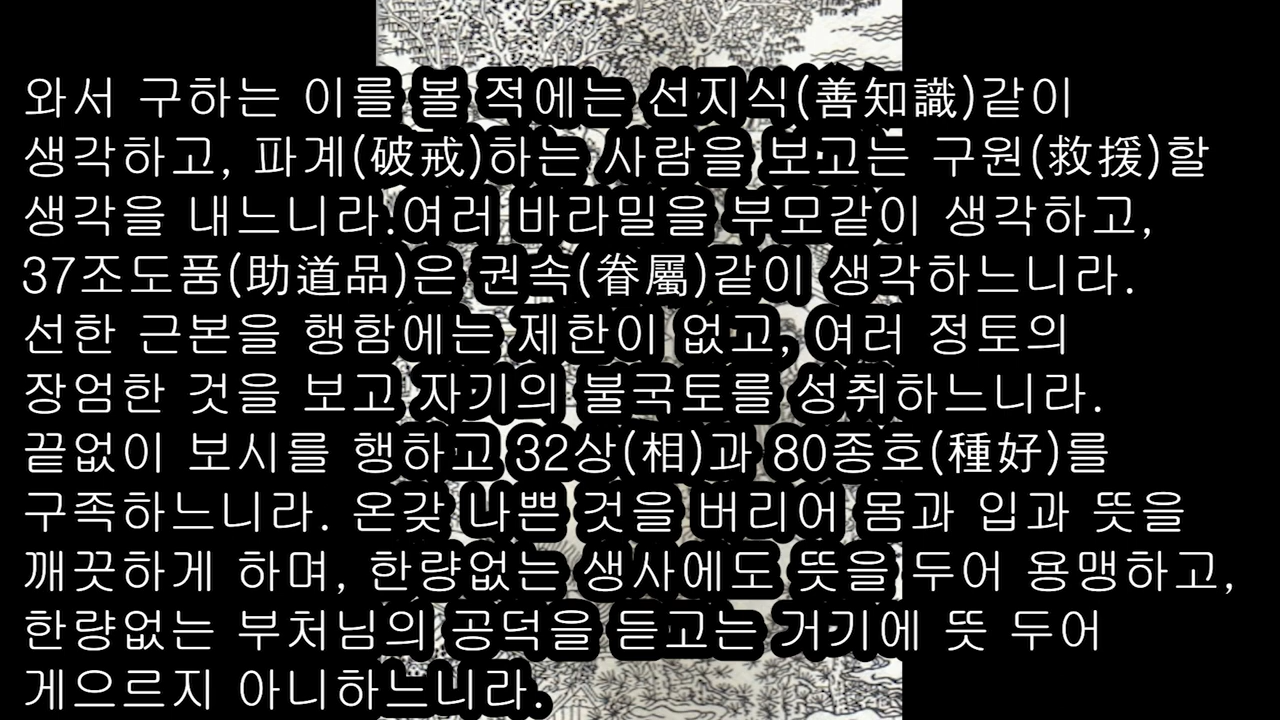 와서 구하는 이를 볼 적에는 선지식(善知識)같이
생각하고, 파계(破戒)하는 사람을 보고는 구원(救援)할
생각을 내느니라.여러 바라밀을 부모같이 생각하고,
37조도품(助道品)은 권속(眷屬)같이 생각하느니라.
선한 근본을 행함에는 제한이 없고, 여러 정토의
장엄한 것을 보고 자기의 불국토를 성취하느니라.
끝없이 보시를 행하고 32상(相)과 80종호(種好)를
구족하느니라. 온갖 나쁜 것을 버리어 몸과 입과 뜻을
깨끗하게 하며, 한량없는 생사에도 뜻을 두어 용맹하고,
한량없는 부처님의 공덕을 듣고는 거기에 뜻 두어
게으르지 아니하느니라.